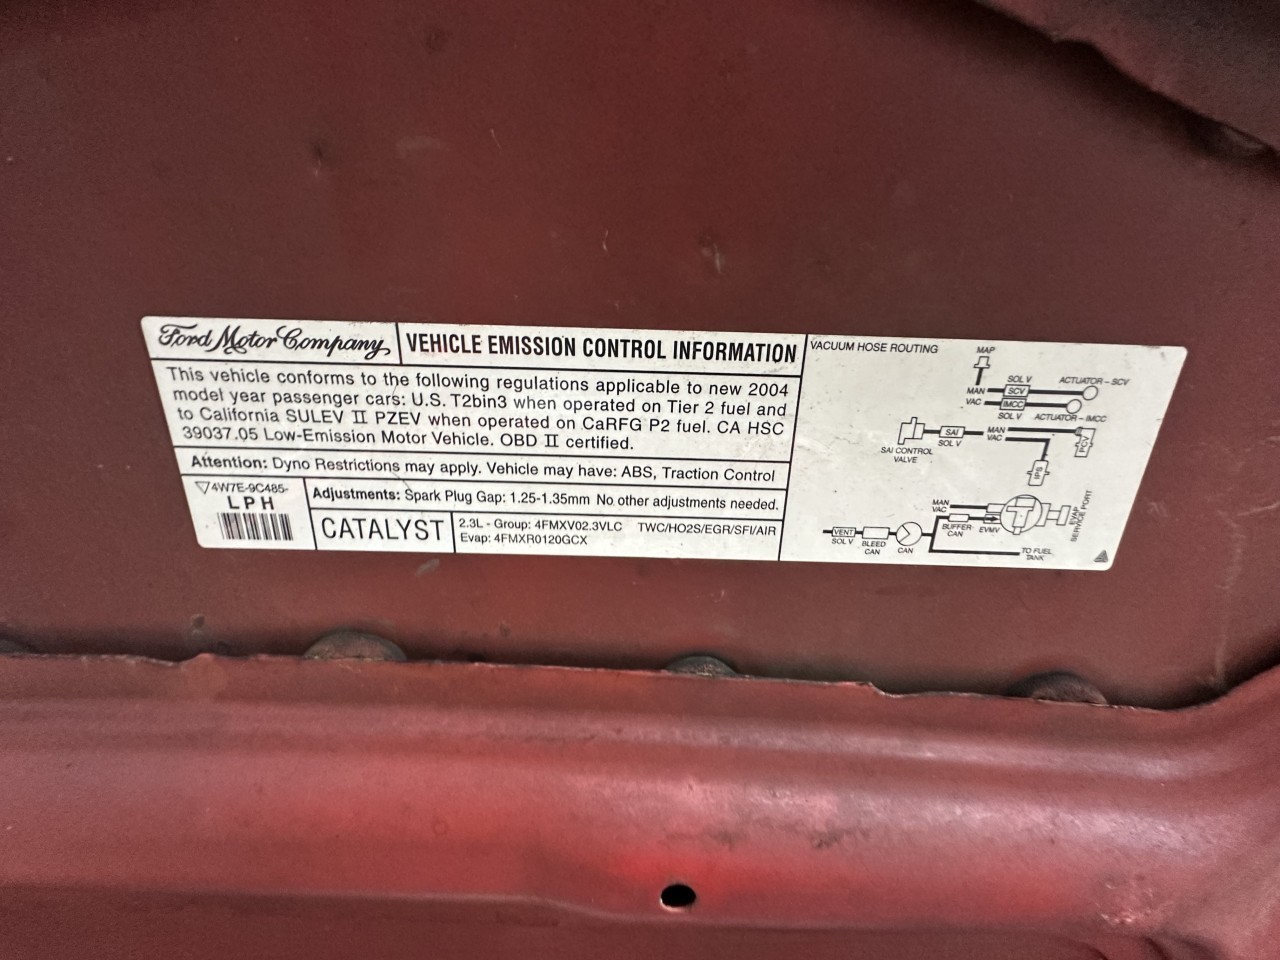 Ford Motor Company
VEHICLE EMISSION CONTROL INFORMATION
This vehicle conforms to the following regulations applicable to new 2004
model year passenger cars: U.S. T2bin3 when operated on Tier 2 fuel and
to California SULEV II PZEV when operated on CaRFG P2 fuel. CA HSC
39037.05 Low-Emission Motor Vehicle. OBD II certified.
Attention: Dyno Restrictions may apply. Vehicle may have: ABS, Traction Control
4W7E-9C485-
LPH
Adjustments: Spark Plug Gap: 1.25-1.35mm No other adjustments needed.
CATALYST
2.3L - Group: 4FMXV02.3VLC TWC/HO2S/EGR/SFI/AIR
Evap: 4FMXR0120GCX
VACUUM HOSE ROUTING
MAP
SOL V
ACTUATOR - SCV
MAN
SCV
VAC
IMCC
SOL V
ACTUATOR - IMCC
SAI
MAN
VAC
SOL V
PCV
SAI CONTROL
VALVE
IPS
MAN
VAC
EVAP
SERVICE PORT
BUFFER
CAN
EVMV
VENT
SOL V
BLEED
CAN
CAN
TO FUEL
TANK